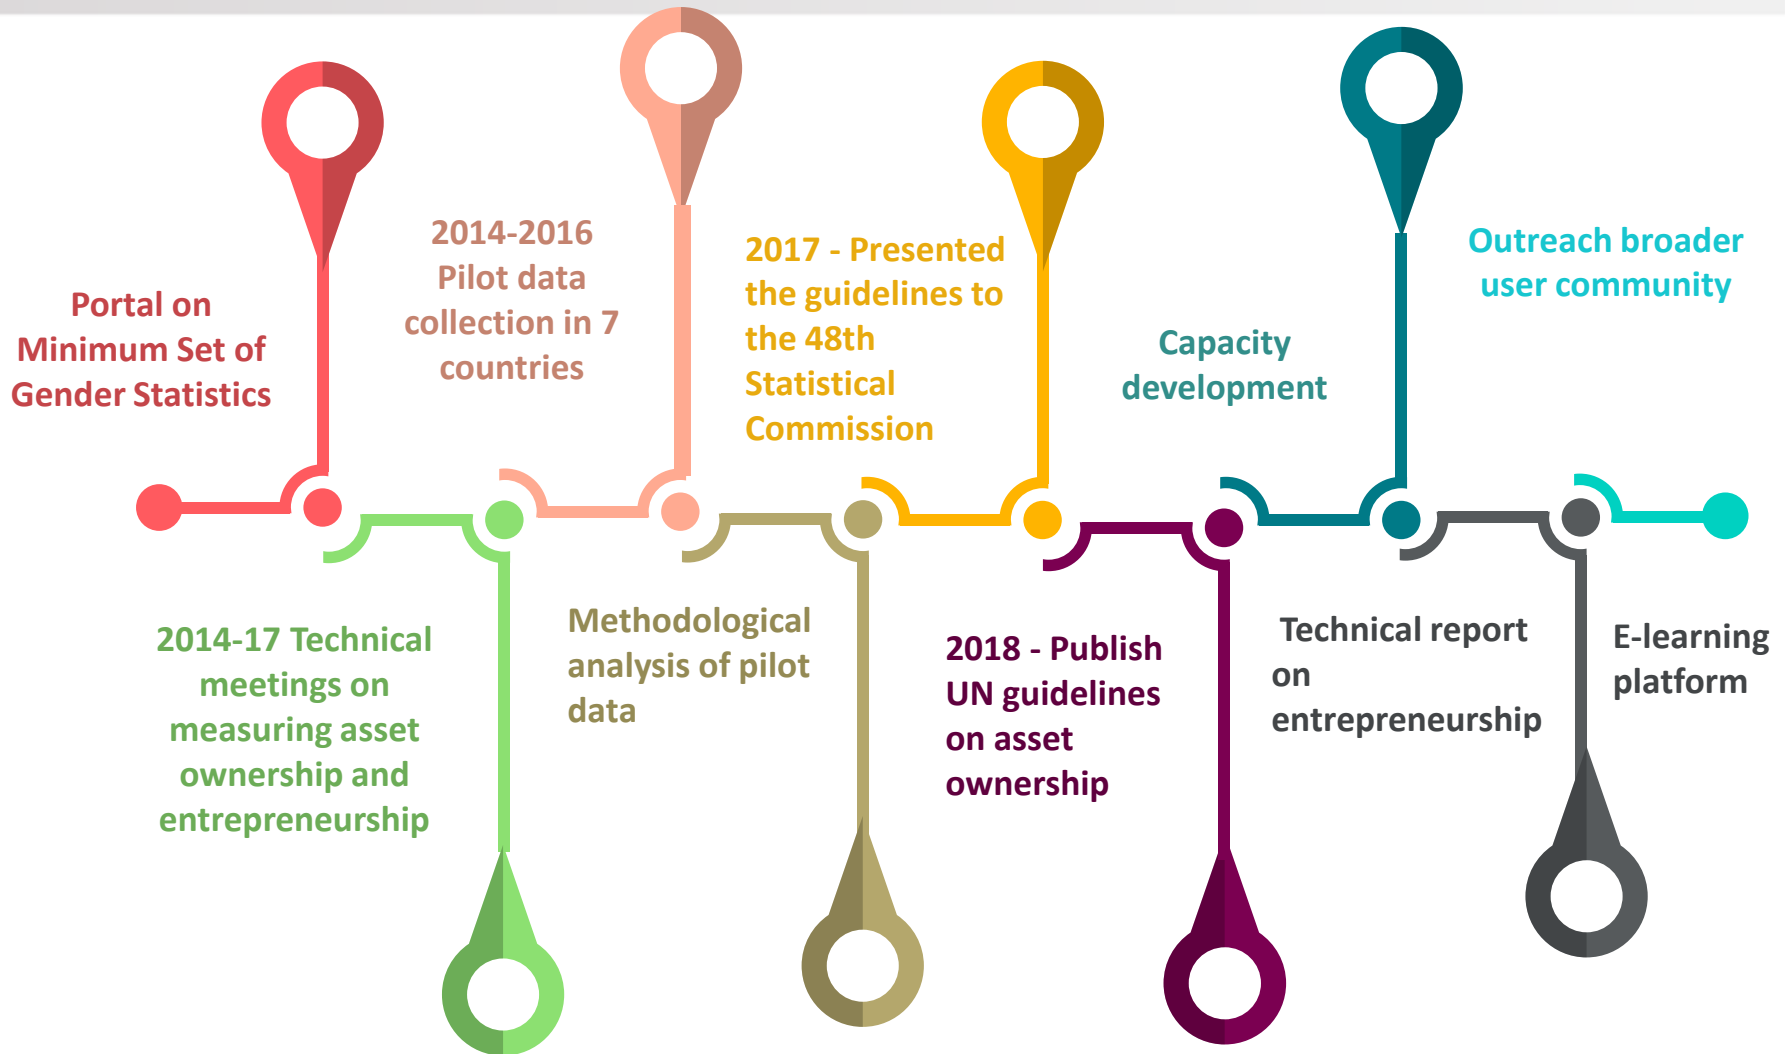 Portal on
Minimum Set of
Gender Statistics
2014-17 Technical
meetings on
measuring asset
ownership and
entrepreneurship
2014-2016
Pilot data
collection in 7
countries
Methodological
analysis of pilot
data
2017 - Presented
the guidelines to
the 48th
Statistical
Commission
2018 - Publish
UN guidelines
on asset
ownership
Capacity
development
Technical report
on
entrepreneurship
E-learning
platform
Outreach broader
user community